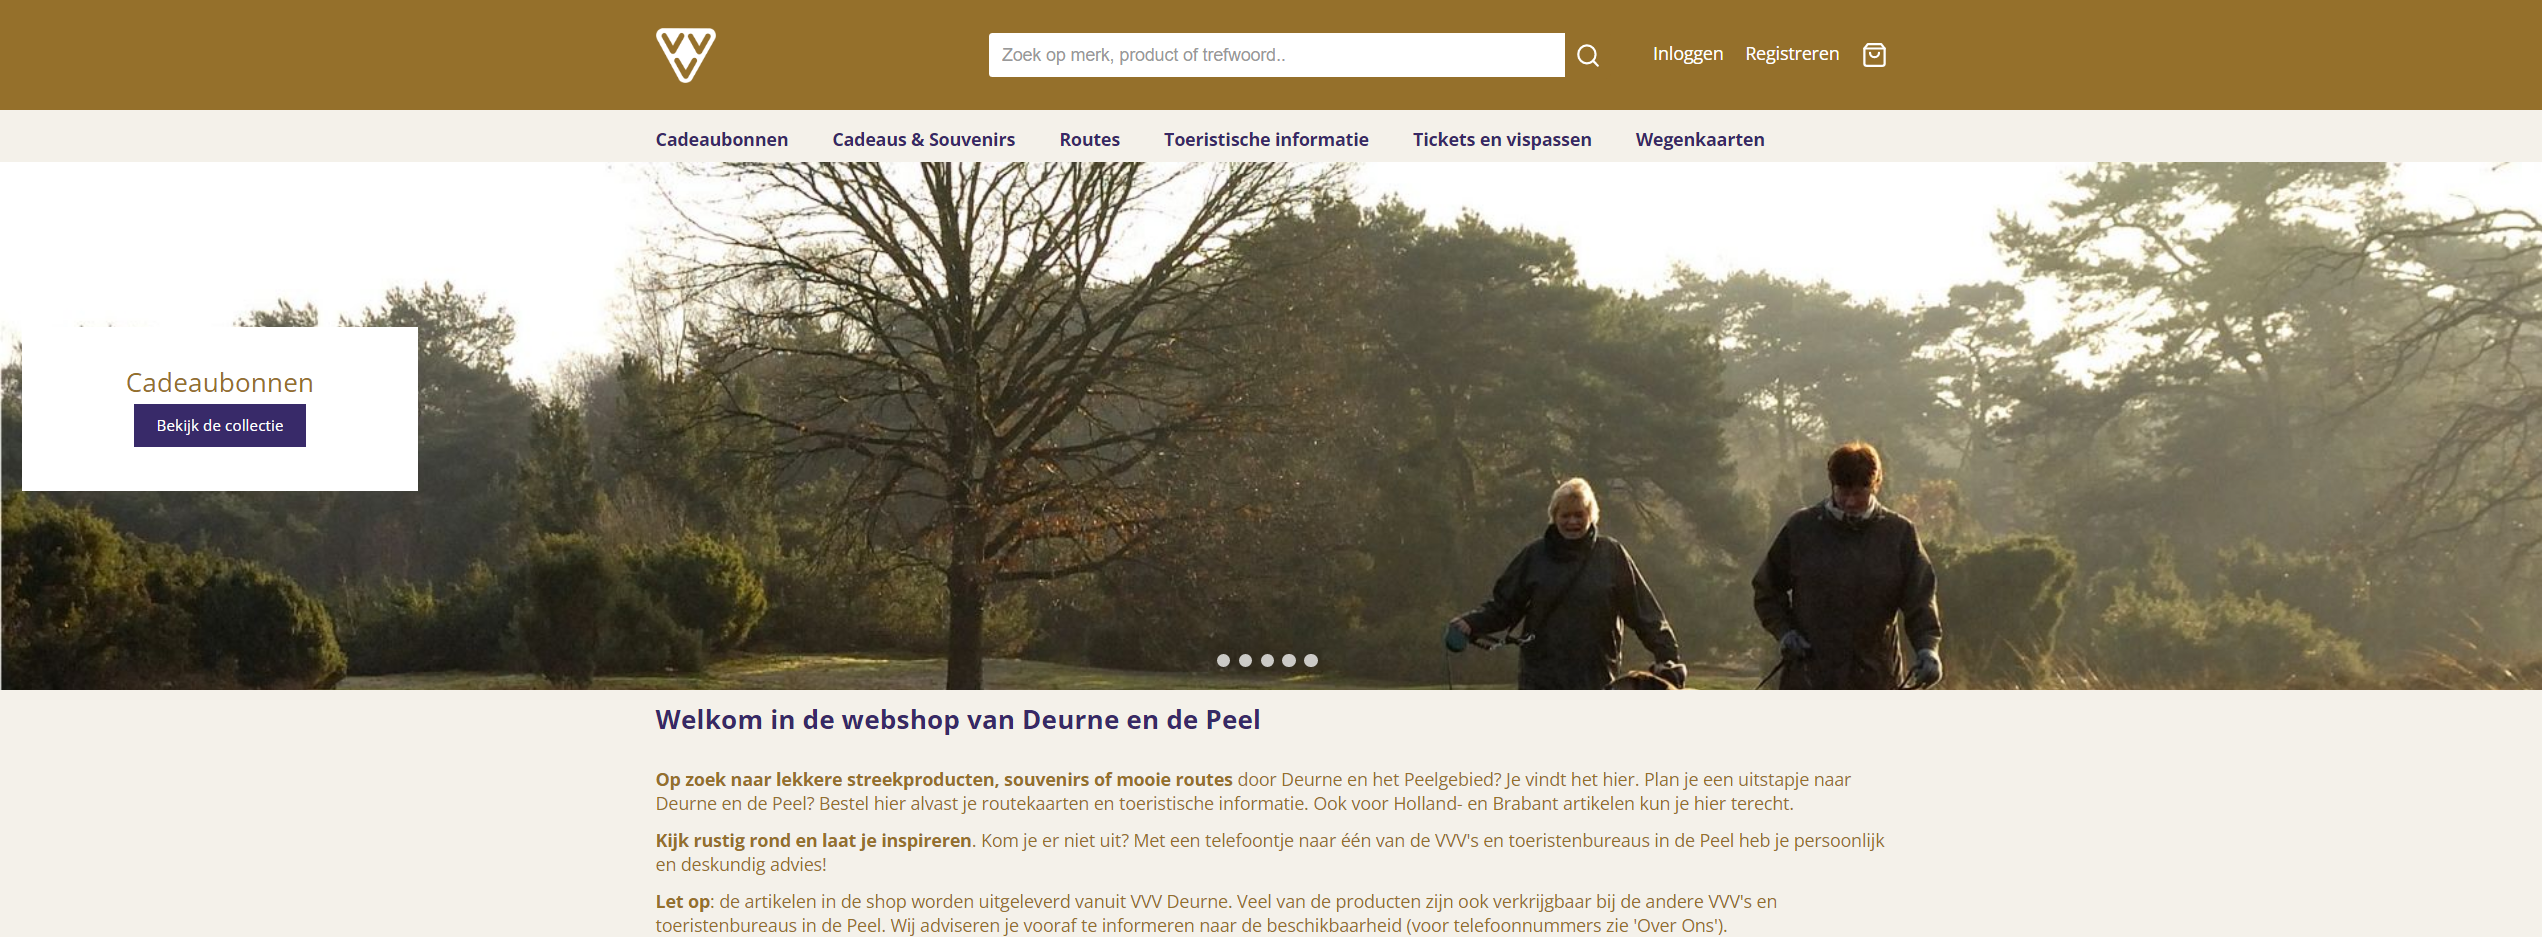 VVV
Zoek op merk, product of trefwoord..
Inloggen
Registreren
Cadeaubonnen
Cadeaus & Souvenirs
Routes
Toeristische informatie
Tickets en vispassen
Wegenkaarten
Cadeaubonnen
Bekijk de collectie
Welkom in de webshop van Deurne en de Peel
Op zoek naar lekkere streekproducten, souvenirs of mooie routes door Deurne en het Peelgebied? Je vindt het hier. Plan je een uitstapje naar
Deurne en de Peel? Bestel hier alvast je routekaarten en toeristische informatie. Ook voor Holland- en Brabant artikelen kun je hier terecht.
Kijk rustig rond en laat je inspireren. Kom je er niet uit? Met een telefoontje naar één van de VVV's en toeristenbureaus in de Peel heb je persoonlijk
en deskundig advies!
Let op: de artikelen in de shop worden uitgeleverd vanuit VVV Deurne. Veel van de producten zijn ook verkrijgbaar bij de andere VVV's en
toeristenbureaus in de Peel. Wij adviseren je vooraf te informeren naar de beschikbaarheid (voor telefoonnummers zie 'Over Ons').